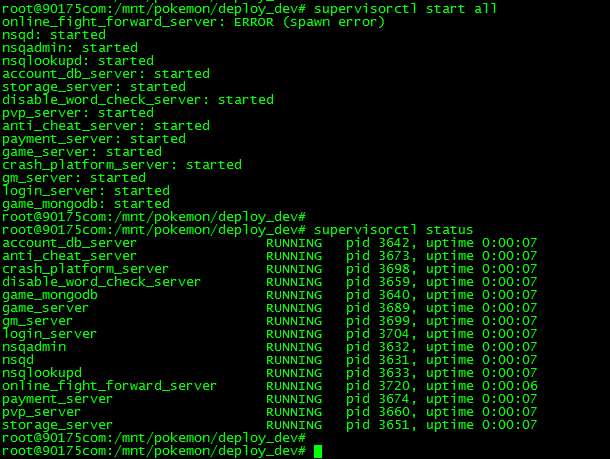 root@90175com:/mnt/pokemon/deploy_dev# supervisorctl start all
online_fight_forward_server: ERROR (spawn error)
nsqd: started
nsqadmin: started
nsqlookupd: started
account_db_server: started
storage_server: started
disable_word_check_server: started
pvp_server: started
anti_cheat_server: started
payment_server: started
game_server: started
crash_platform_server: started
gm_server: started
login_server: started
game_mongodb: started
root@90175com:/mnt/pokemon/deploy_dev#
root@90175com:/mnt/pokemon/deploy_dev# supervisorctl status
account_db_server RUNNING pid 3642, uptime 0:00:07
anti_cheat_server RUNNING pid 3673, uptime 0:00:07
crash_platform_server RUNNING pid 3698, uptime 0:00:07
disable_word_check_server RUNNING pid 3659, uptime 0:00:07
game_mongodb RUNNING pid 3640, uptime 0:00:07
game_server RUNNING pid 3689, uptime 0:00:07
gm_server RUNNING pid 3699, uptime 0:00:07
login_server RUNNING pid 3704, uptime 0:00:07
nsqadmin RUNNING pid 3632, uptime 0:00:07
nsqd RUNNING pid 3631, uptime 0:00:07
nsqlookupd RUNNING pid 3633, uptime 0:00:07
online_fight_forward_server RUNNING pid 3720, uptime 0:00:06
payment_server RUNNING pid 3674, uptime 0:00:07
pvp_server RUNNING pid 3660, uptime 0:00:07
storage_server RUNNING pid 3651, uptime 0:00:07
root@90175com:/mnt/pokemon/deploy_dev#
root@90175com:/mnt/pokemon/deploy_dev#